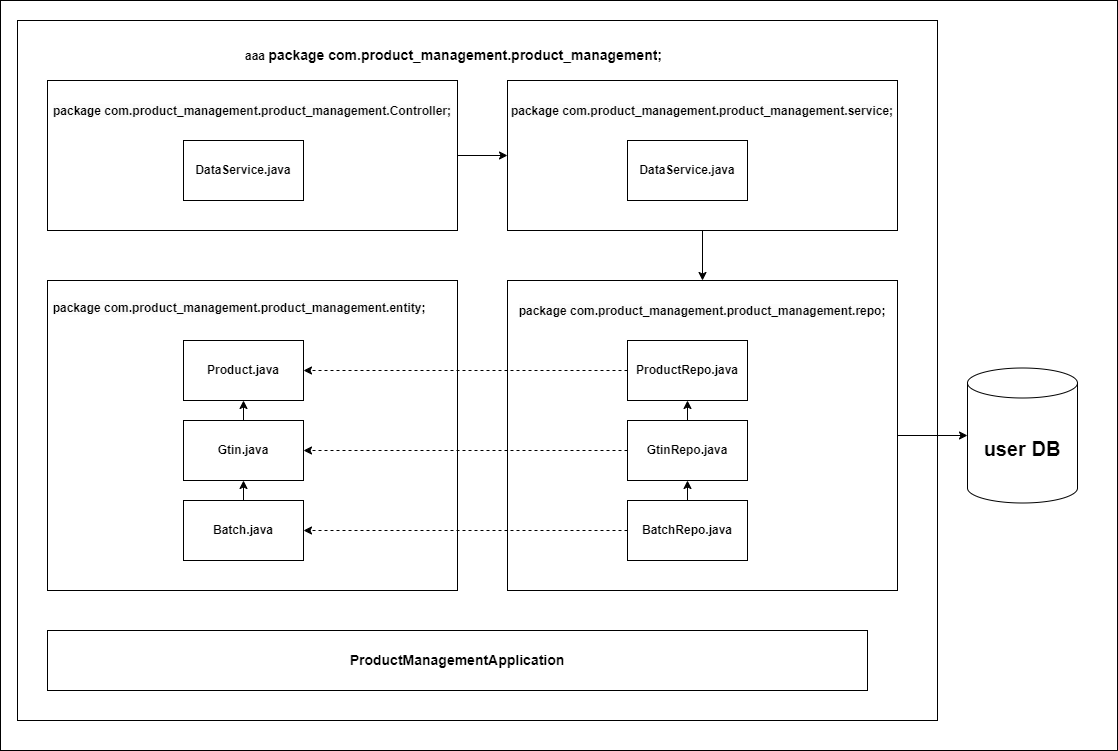 aaa package com.product_management.product_management;
package com.product_management.product_management.Controller;
DataService.java
package com.product_management.product_management.service;
DataService.java
package com.product_management.product_management.entity;
Product.java
Gtin.java
Batch.java
package com.product_management.product_management.repo;
ProductRepo.java
GtinRepo.java
BatchRepo.java
user DB
ProductManagementApplication